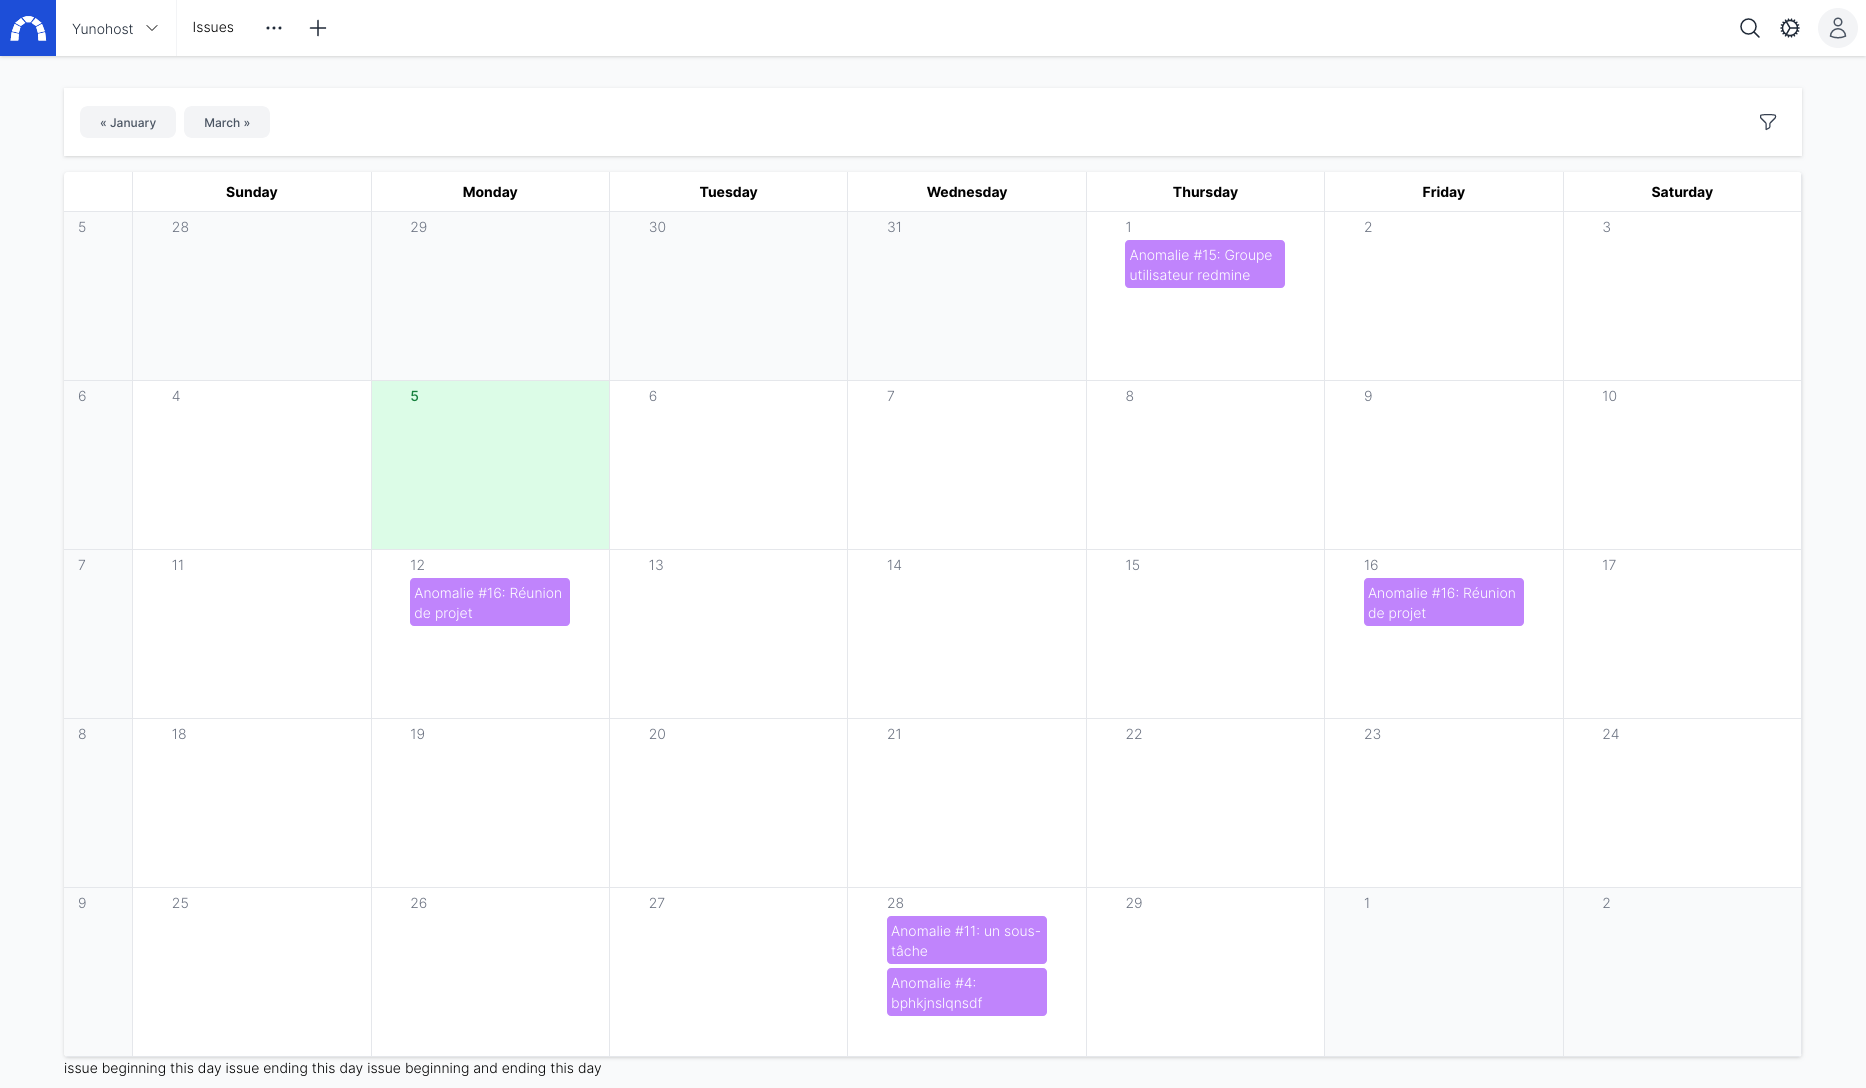 Yunohost
Issues
« January
March »
Sunday
Monday
Tuesday
Wednesday
Thursday
Friday
Saturday
5
28
29
30
31
1
Anomalie #15: Groupe
utilisateur redmine
2
3
6
4
5
6
7
8
9
10
7
11
12
Anomalie #16: Réunion
de projet
13
14
15
16
Anomalie #16: Réunion
de projet
17
8
18
19
20
21
22
23
24
9
25
26
27
28
Anomalie #11: un sous-
tâche
Anomalie #4:
bphkjnslqnsdf
29
1
2
issue beginning this day issue ending this day issue beginning and ending this day